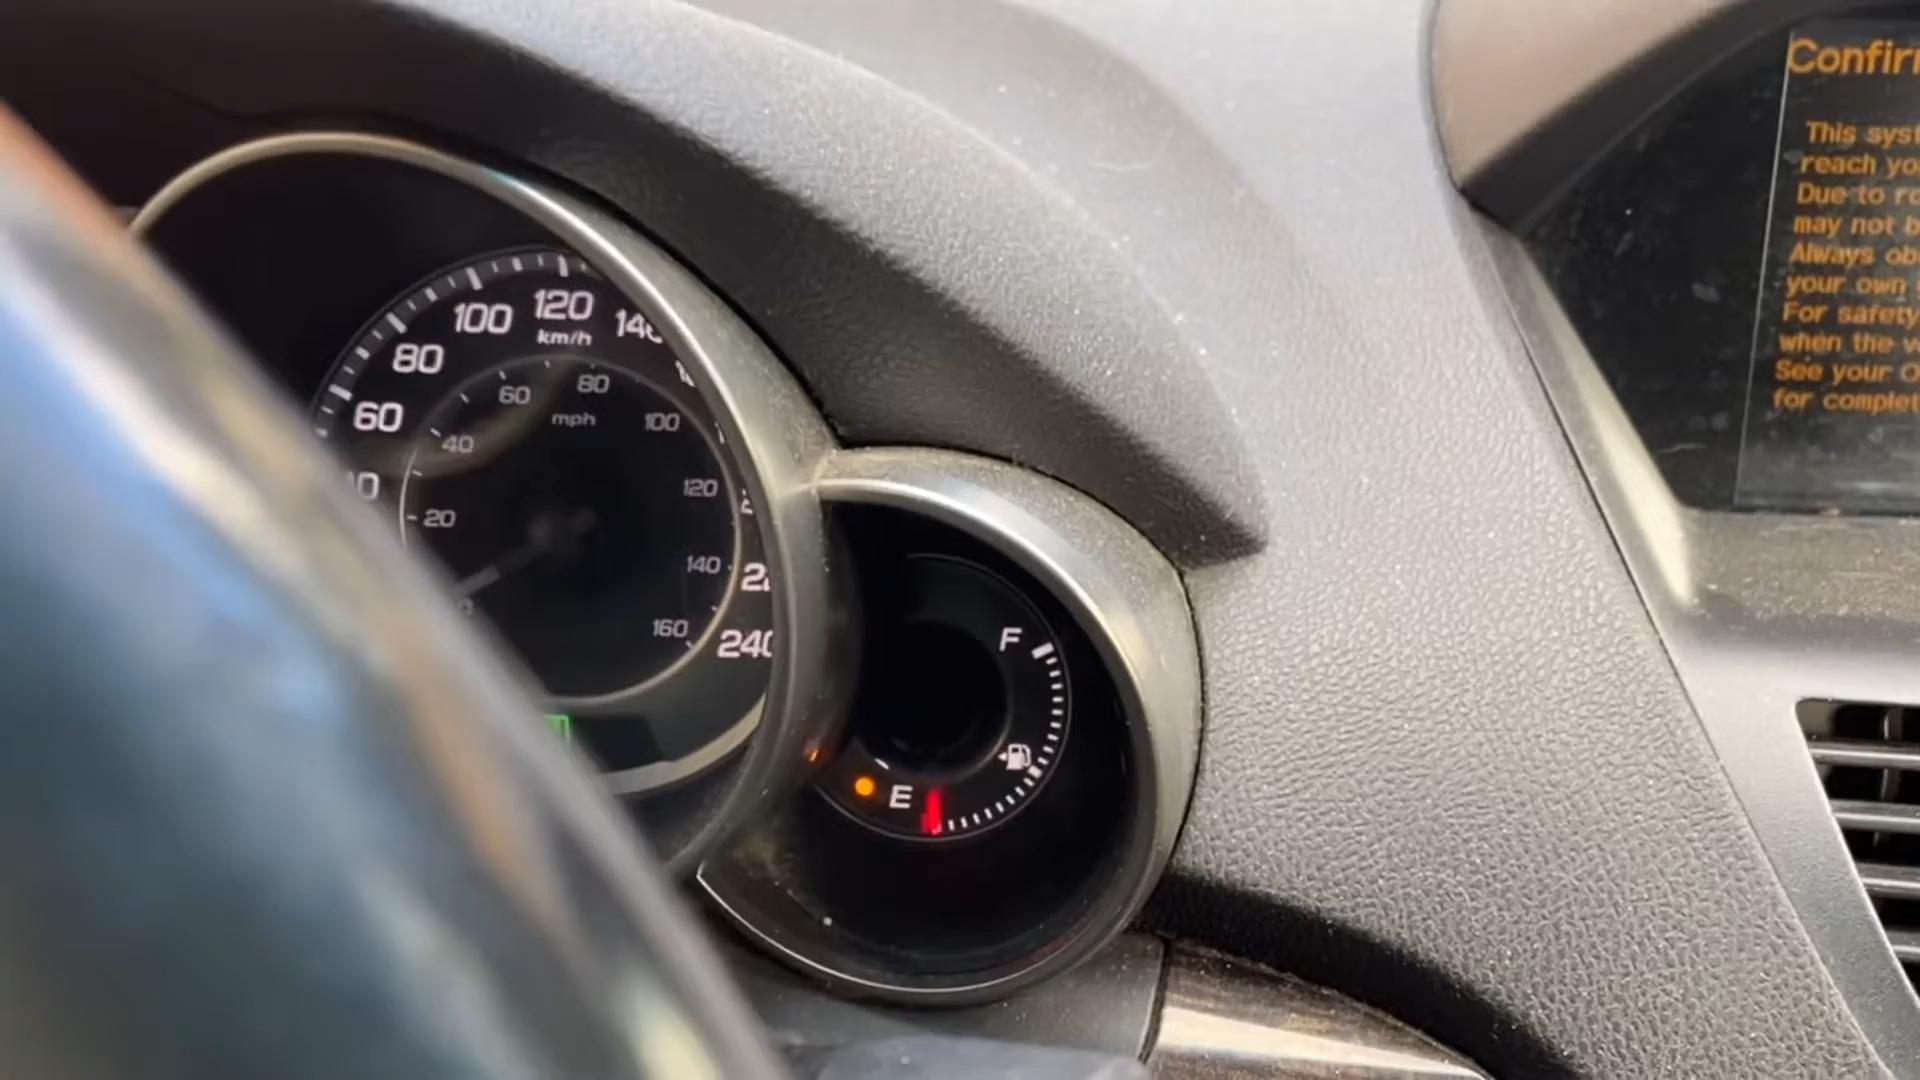 100
120
km/h
80
60
60
80
mph
100
40
120
20
140
160
240
F
E
Confir
This syst
reach yo
Due to ro
may not b
Always ob
your own
For safety
when the v
See your O
for complet